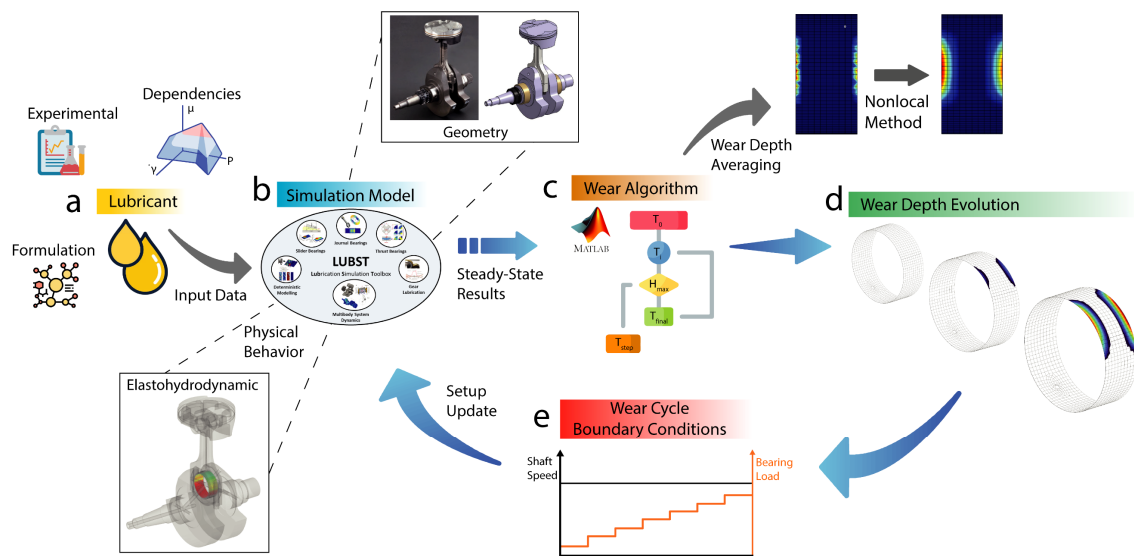 Experimental
Dependencies
μ
γ
P
a
Lubricant
Formulation
Input Data
b
Simulation Model
Slider Bearings
Journal Bearings
Thrust Bearings
LUBST
Lubrication Simulation Toolbox
Deterministic
Modelling
Gear
Lubrication
Multibody System
Dynamics
Geometry
Physical
Behavior
Elastohydrodynamic
Steady-State
Results
c
Wear Algorithm
MATLAB
T0
Ti
Hmax
Tfinal
Tstep
Wear Depth
Averaging
Nonlocal
Method
d
Wear Depth Evolution
Setup
Update
e
Wear Cycle
Boundary Conditions
Shaft
Speed
Bearing
Load